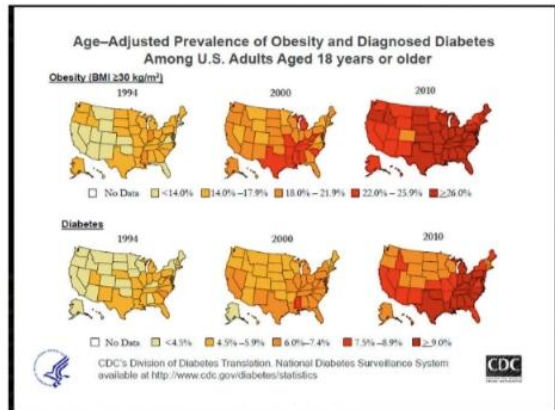 Age–Adjusted Prevalence of Obesity and Diagnosed Diabetes
Among U.S. Adults Aged 18 years or older
Obesity (BMI ≥30 kg/m²)
1994
2000
2010
No Data <14.0% 14.0%–17.9% 18.0%–21.9% 22.0%–25.9% ≥26.0%
Diabetes
1994
2000
2010
No Data <4.5% 4.5%–5.9% 6.0%–7.4% 7.5%–8.9% ≥9.0%
CDC's Division of Diabetes Translation. National Diabetes Surveillance System
available at http://www.cdc.gov/diabetes/statistics
CDC